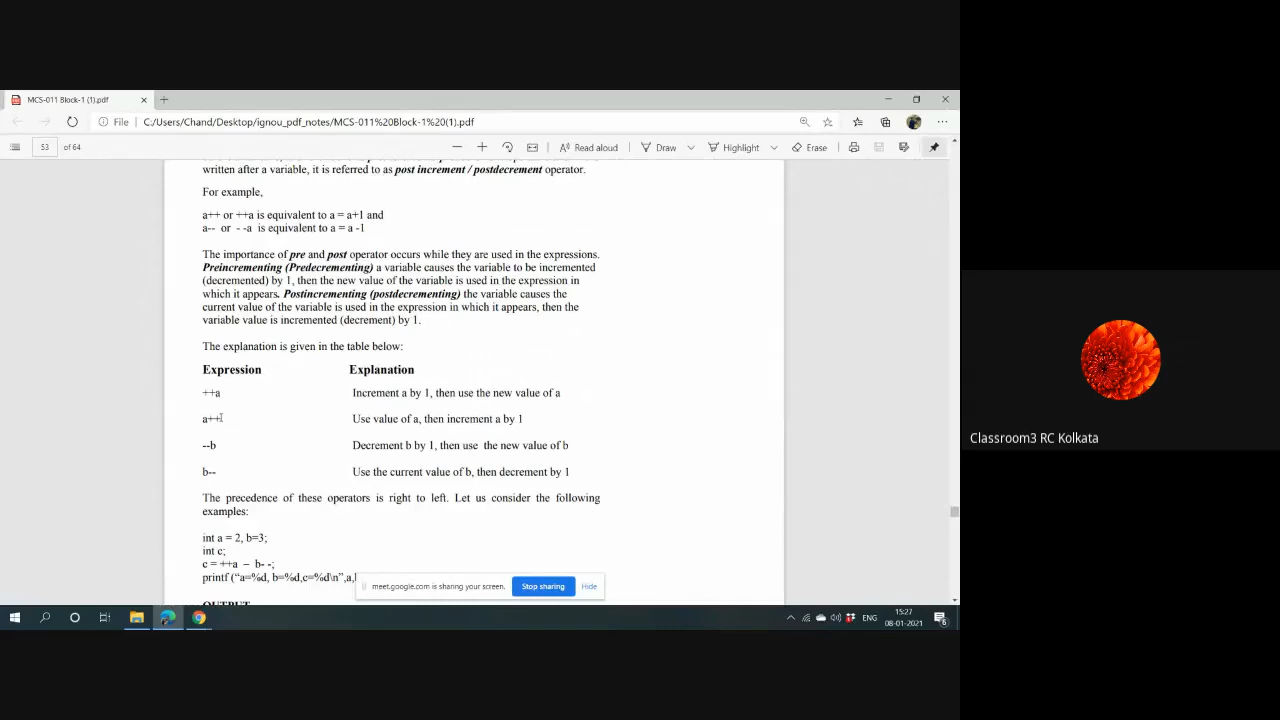 MCS-011 Block-1 (1).pdf
File
C:/Users/Chand/Desktop/ignou_pdf_notes/MCS-011%20Block-1%20(1).pdf
53 of 64
Read aloud
Draw
Highlight
Erase
written after a variable, it is referred to as post increment / postdecrement operator.
For example,
a++ or ++a is equivalent to a = a+1 and
a-- or - -a is equivalent to a = a -1
The importance of pre and post operator occurs while they are used in the expressions.
Preincrementing (Predecrementing) a variable causes the variable to be incremented
(decremented) by 1, then the new value of the variable is used in the expression in
which it appears. Postincrementing (postdecrementing) the variable causes the
current value of the variable is used in the expression in which it appears, then the
variable value is incremented (decrement) by 1.
The explanation is given in the table below:
Expression Explanation
++a Increment a by 1, then use the new value of a
a++ Use value of a, then increment a by 1
--b Decrement b by 1, then use the new value of b
b-- Use the current value of b, then decrement by 1
The precedence of these operators is right to left. Let us consider the following
examples:
int a = 2, b=3;
int c;
c = ++a – b- -;
printf (“a=%d, b=%d,c=%d\n”,a,
OUTPUT
meet.google.com is sharing your screen.
Stop sharing
Hide
ENG
15:27
08-01-2021
6
Classroom3 RC Kolkata